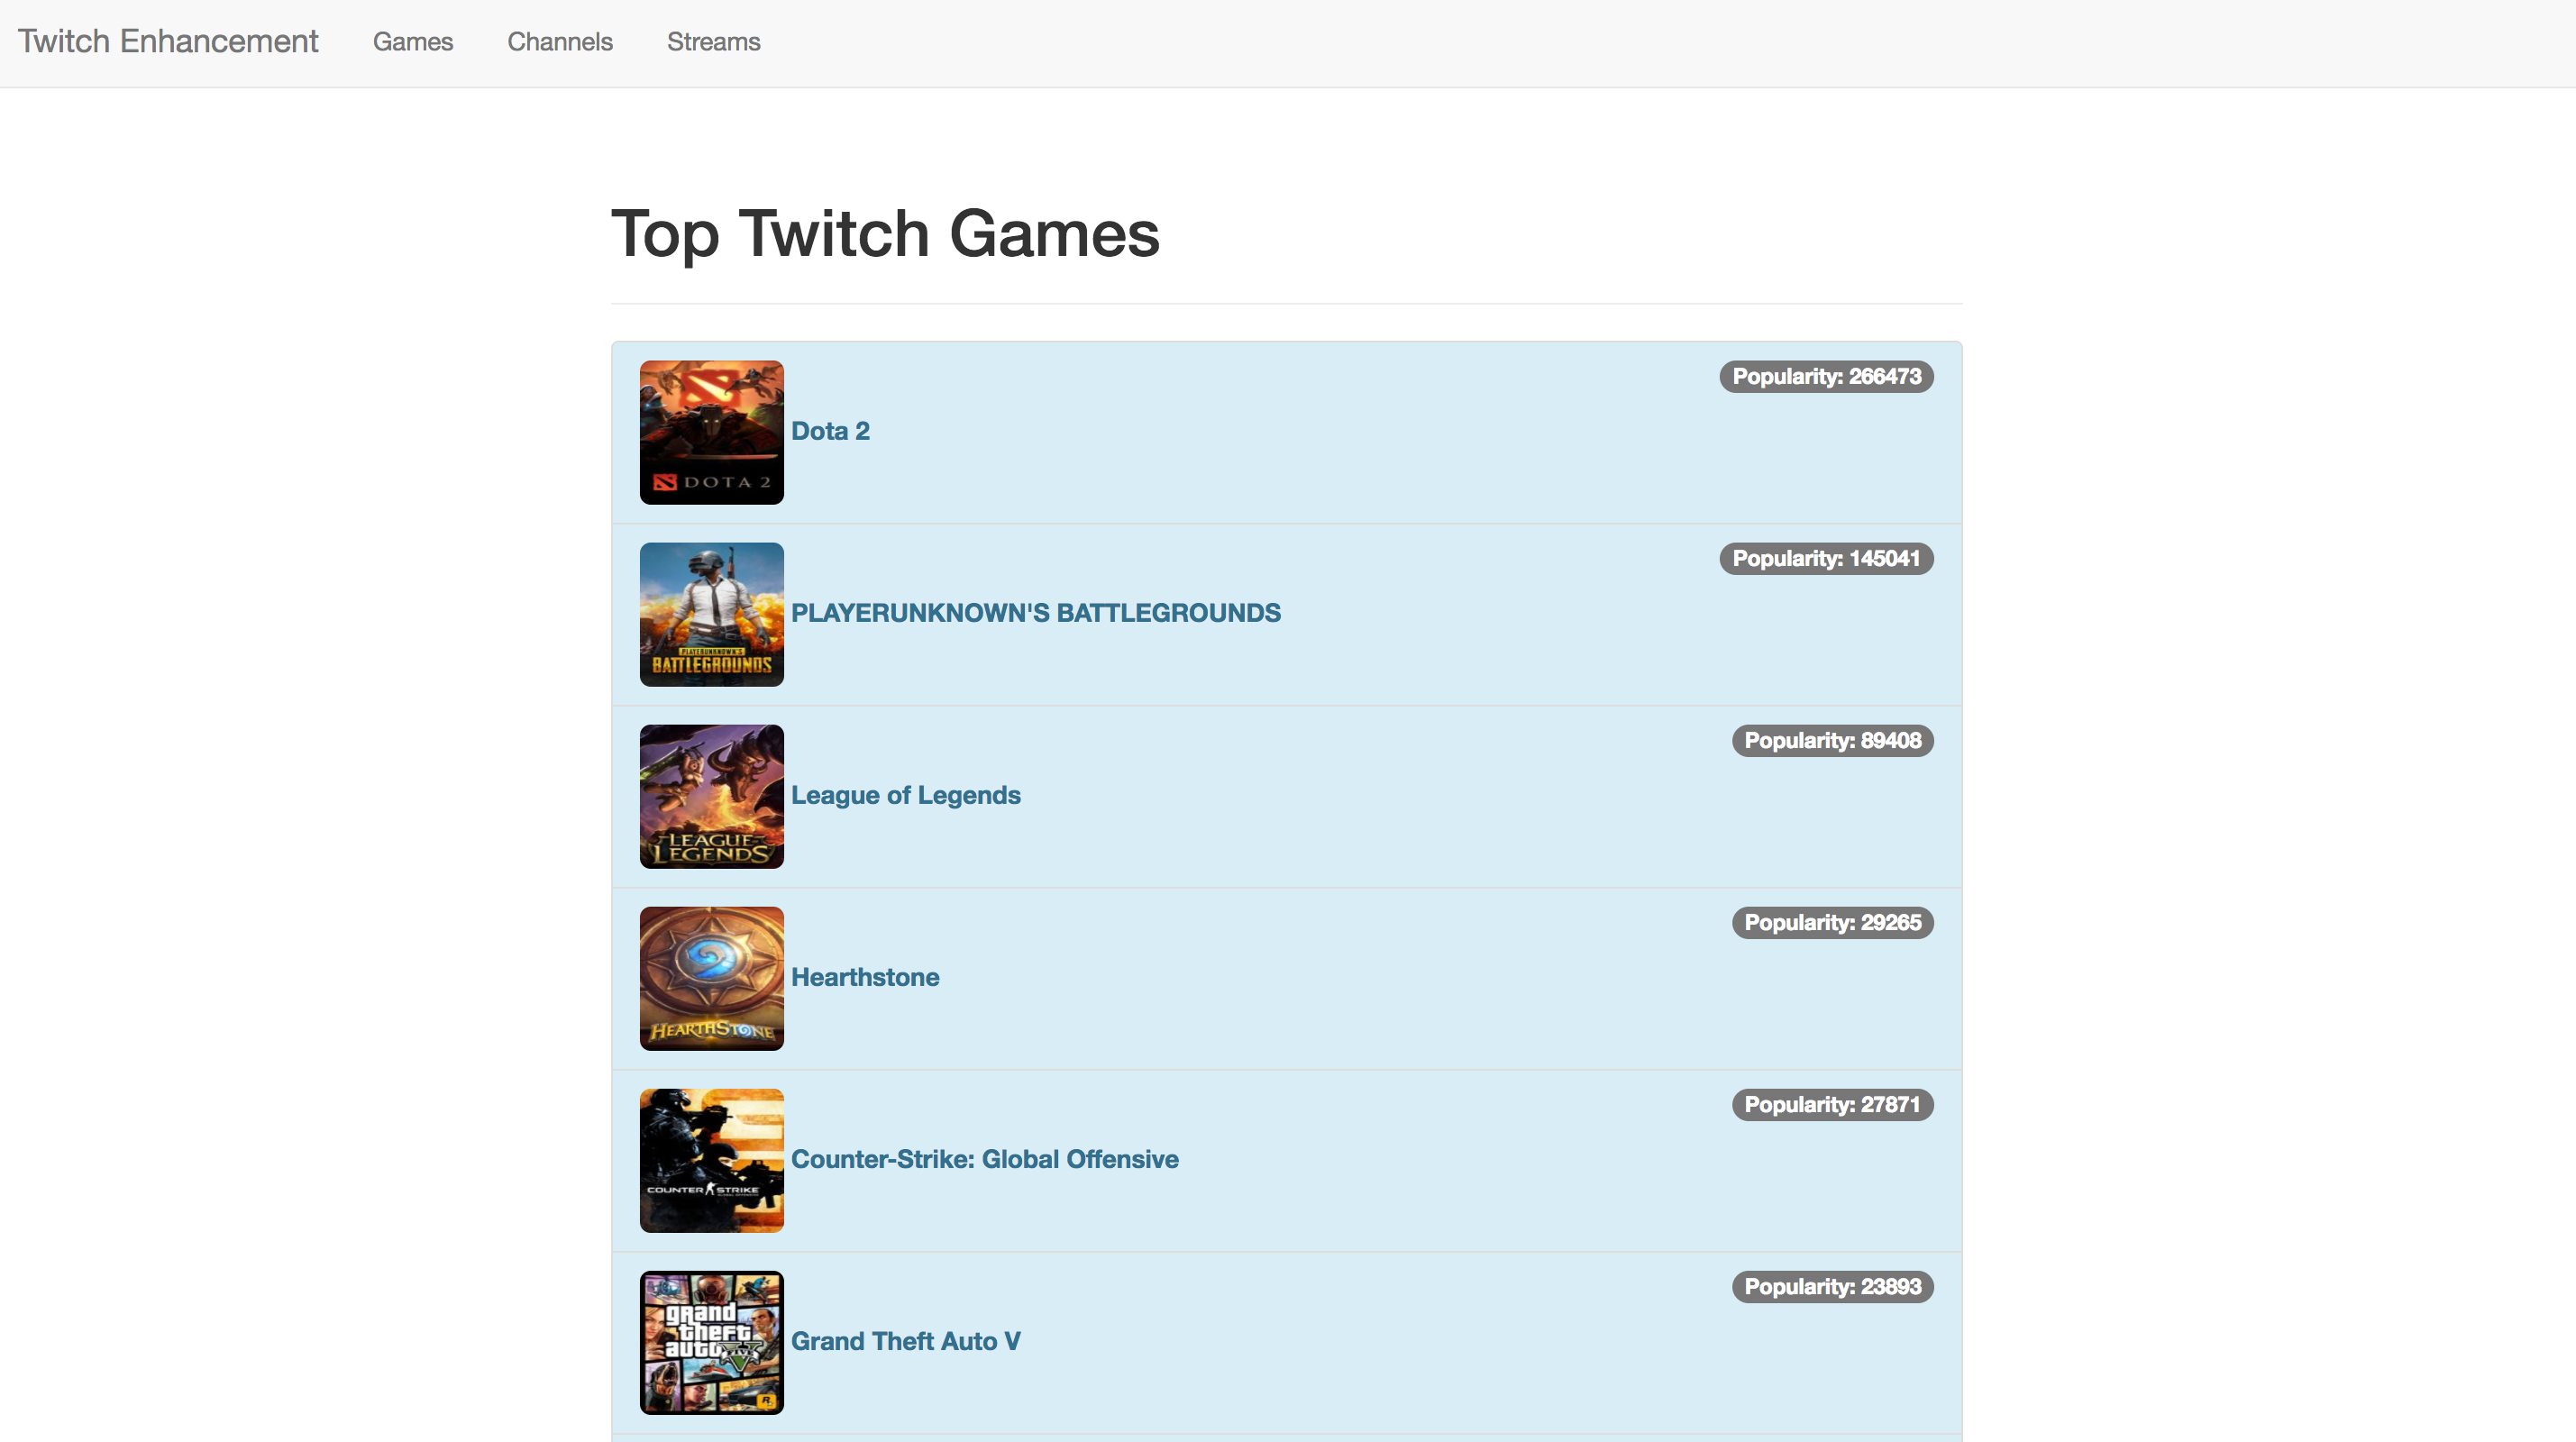 Twitch Enhancement Games Channels Streams
Top Twitch Games
DOTA 2
Dota 2
Popularity: 266473
PLAYERUNKNOWN'S
BATTLEGROUNDS
PLAYERUNKNOWN'S BATTLEGROUNDS
Popularity: 145041
LEAGUE
LEGENDS
League of Legends
Popularity: 89408
HEARTHSTONE
Hearthstone
Popularity: 29265
COUNTER STRIKE
Counter-Strike: Global Offensive
Popularity: 27871
grand
theft
auto
FIVE
R
Grand Theft Auto V
Popularity: 23893